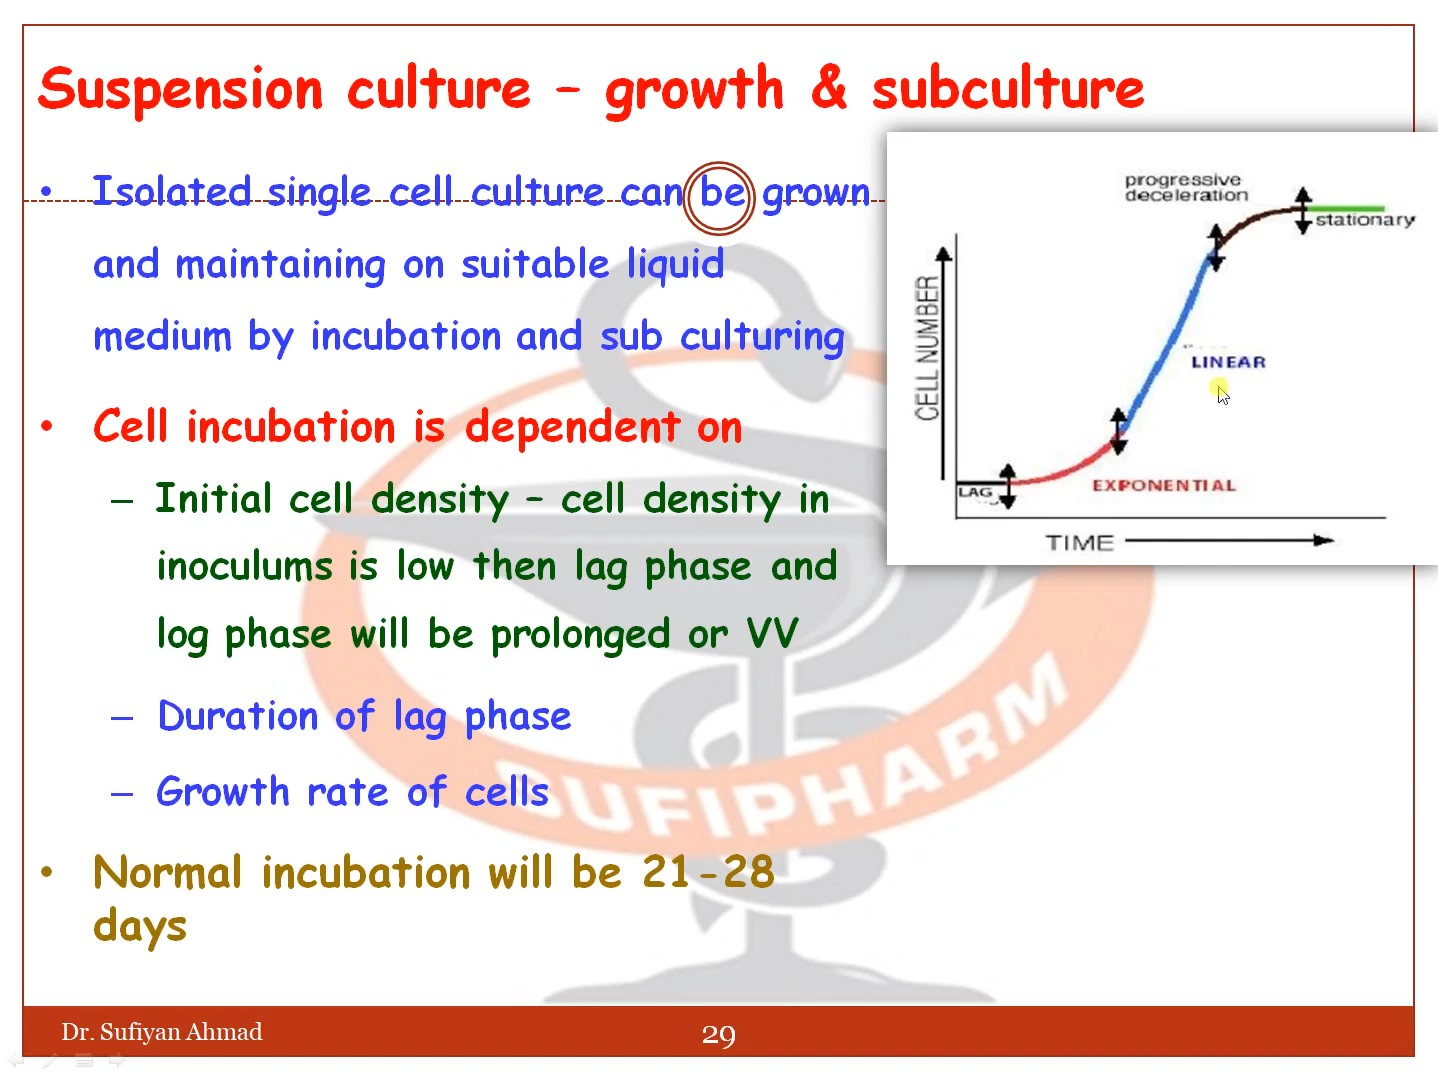 Suspension culture – growth & subculture
• Isolated single cell culture can be grown
and maintaining on suitable liquid
medium by incubation and sub culturing
• Cell incubation is dependent on
– Initial cell density – cell density in
inoculums is low then lag phase and
log phase will be prolonged or VV
– Duration of lag phase
– Growth rate of cells
• Normal incubation will be 21-28
days
progressive
deceleration
stationary
CELL NUMBER
LINEAR
EXPONENTIAL
LAG
TIME
SUFIPHARM
Dr. Sufiyan Ahmad
29